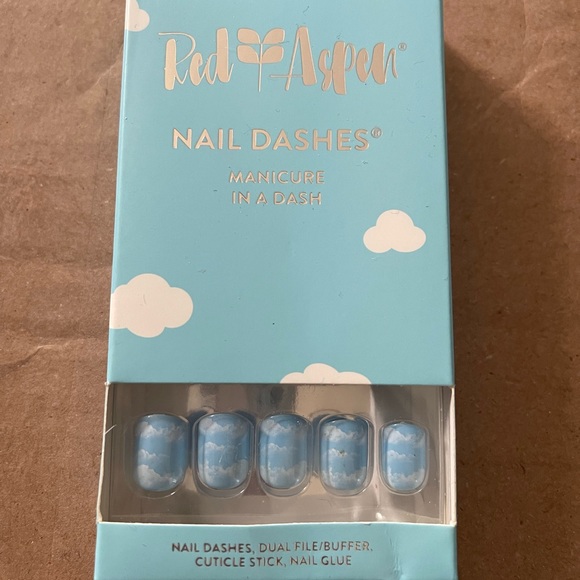 Red Aspen®
NAIL DASHES®
MANICURE
IN A DASH
NAIL DASHES, DUAL FILE/BUFFER,
CUTICLE STICK, NAIL GLUE